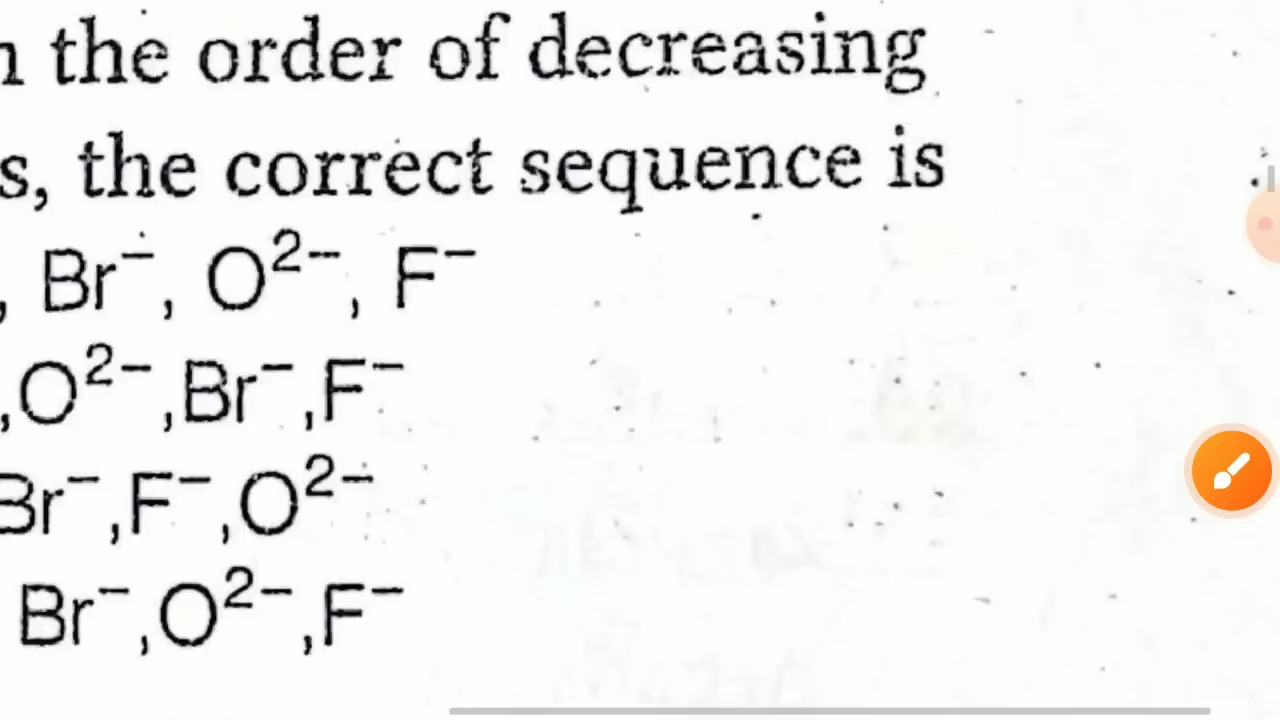 the order of decreasing
s, the correct sequence is
, Br⁻, O²⁻, F⁻
,O²⁻,Br⁻,F⁻
Br⁻,F⁻,O²⁻
Br⁻,O²⁻,F⁻